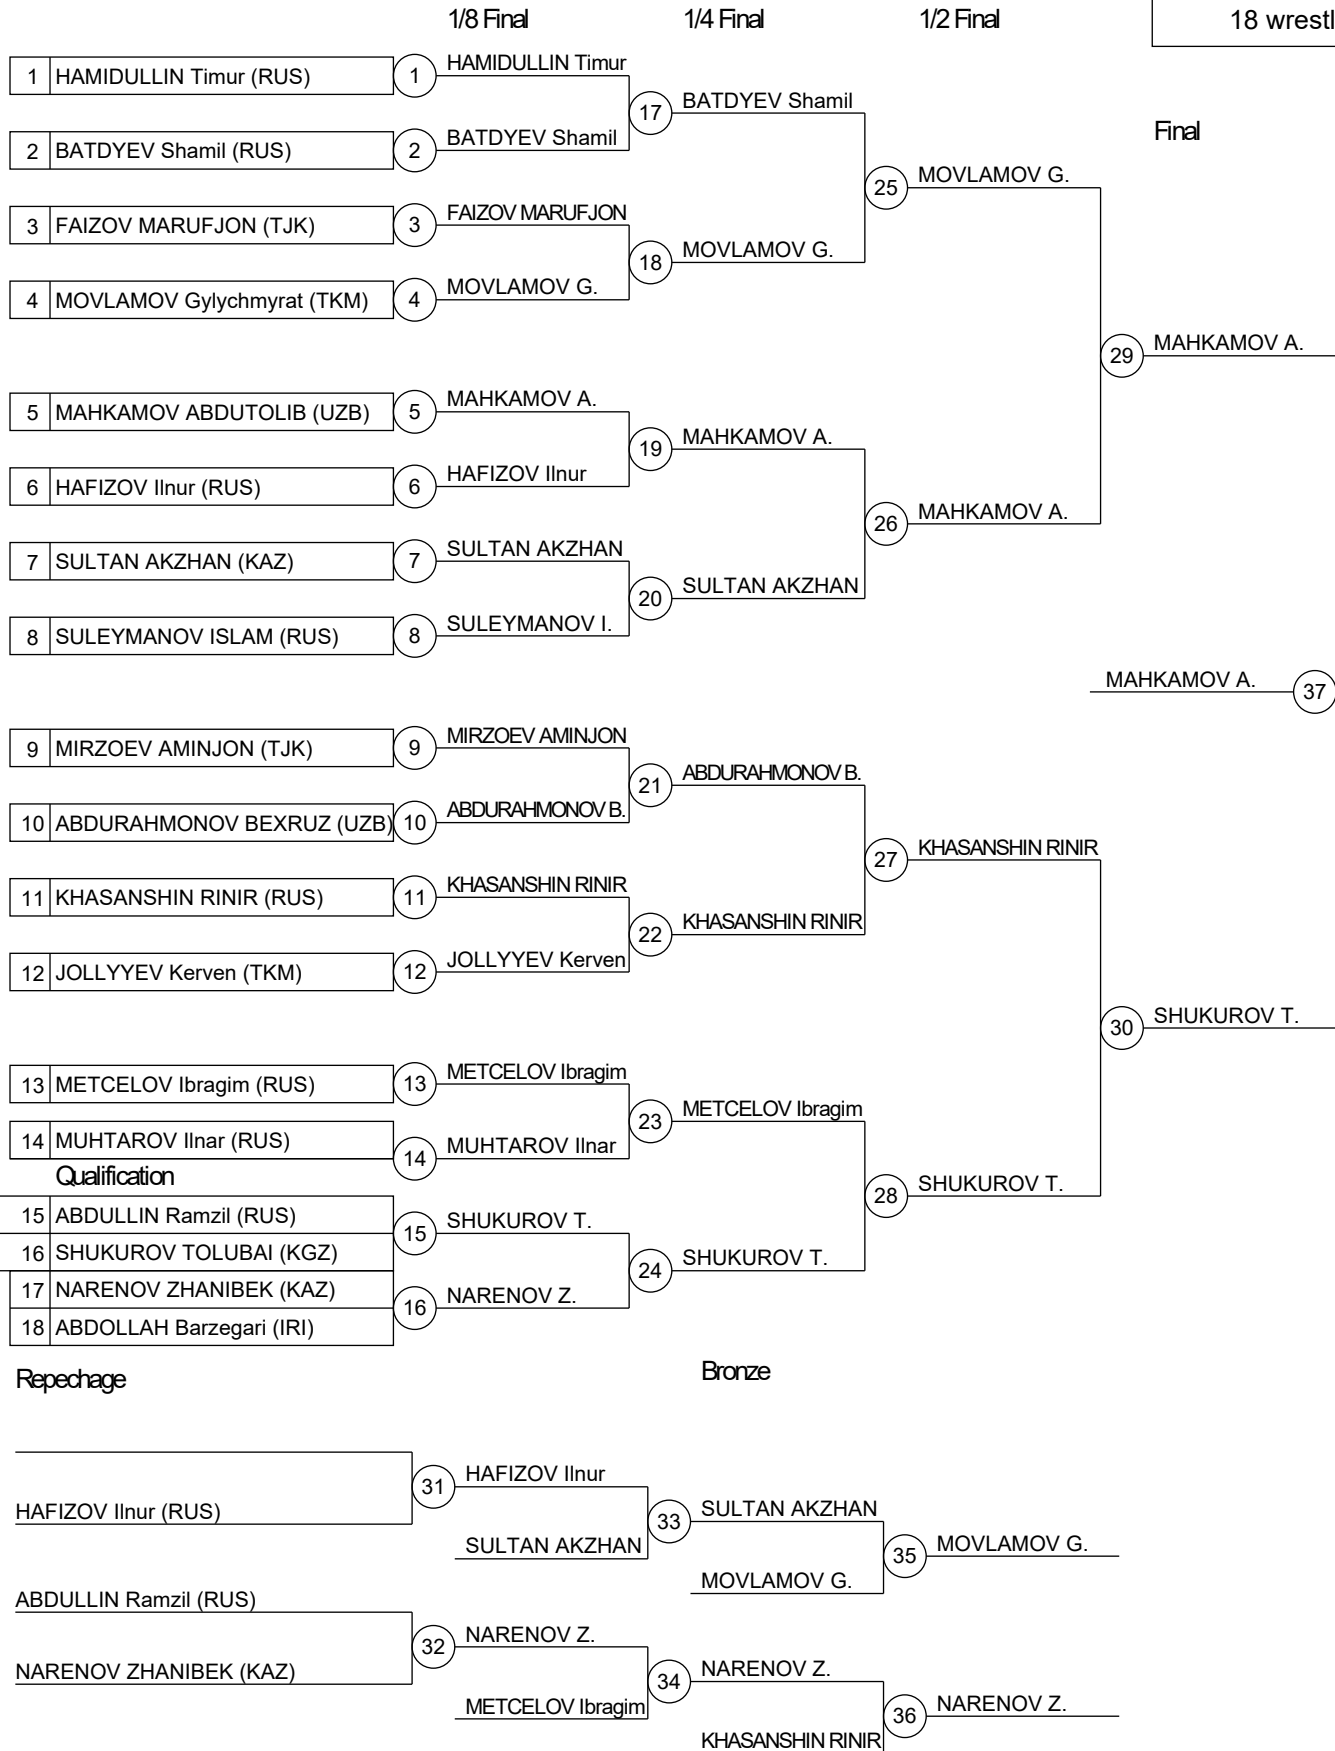 1/8 Final 1/4 Final 1/2 Final 18 wrestl
Final
1 HAMIDULLIN Timur (RUS) 1 HAMIDULLIN Timur
17 BATDYEV Shamil
2 BATDYEV Shamil (RUS) 2 BATDYEV Shamil
25 MOVLAMOV G.
3 FAIZOV MARUFJON (TJK) 3 FAIZOV MARUFJON
18 MOVLAMOV G.
4 MOVLAMOV Gylychmyrat (TKM) 4 MOVLAMOV G.
29 MAHKAMOV A.
5 MAHKAMOV ABDUTOLIB (UZB) 5 MAHKAMOV A.
19 MAHKAMOV A.
6 HAFIZOV Ilnur (RUS) 6 HAFIZOV Ilnur
26 MAHKAMOV A.
7 SULTAN AKZHAN (KAZ) 7 SULTAN AKZHAN
20 SULTAN AKZHAN
8 SULEYMANOV ISLAM (RUS) 8 SULEYMANOV I.
MAHKAMOV A. 37
9 MIRZOEV AMINJON (TJK) 9 MIRZOEV AMINJON
21 ABDURAHMONOV B.
10 ABDURAHMONOV BEXRUZ (UZB) 10 ABDURAHMONOV B.
27 KHASANSHIN RINIR
11 KHASANSHIN RINIR (RUS) 11 KHASANSHIN RINIR
22 KHASANSHIN RINIR
12 JOLLYYEV Kerven (TKM) 12 JOLLYYEV Kerven
30 SHUKUROV T.
13 METCELOV Ibragim (RUS) 13 METCELOV Ibragim
23 METCELOV Ibragim
14 MUHTAROV Ilnar (RUS) 14 MUHTAROV Ilnar
Qualification
28 SHUKUROV T.
15 ABDULLIN Ramzil (RUS)
15 SHUKUROV T.
16 SHUKUROV TOLUBAI (KGZ)
24 SHUKUROV T.
17 NARENOV ZHANIBEK (KAZ)
16 NARENOV Z.
18 ABDOLLAH Barzegari (IRI)
Repechage Bronze
31 HAFIZOV Ilnur
HAFIZOV Ilnur (RUS)
33 SULTAN AKZHAN
SULTAN AKZHAN
35 MOVLAMOV G.
MOVLAMOV G.
ABDULLIN Ramzil (RUS)
32 NARENOV Z.
NARENOV ZHANIBEK (KAZ)
34 NARENOV Z.
METCELOV Ibragim
36 NARENOV Z.
KHASANSHIN RINIR